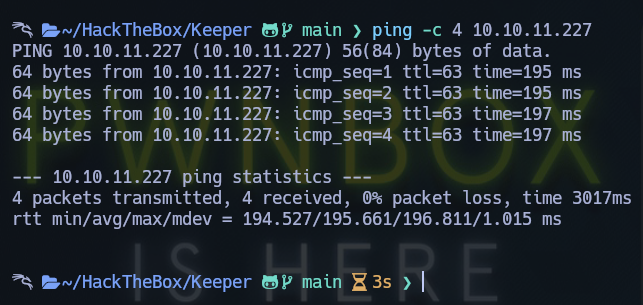 ~/HackTheBox/Keeper main ❯ ping -c 4 10.10.11.227
PING 10.10.11.227 (10.10.11.227) 56(84) bytes of data.
64 bytes from 10.10.11.227: icmp_seq=1 ttl=63 time=195 ms
64 bytes from 10.10.11.227: icmp_seq=2 ttl=63 time=195 ms
64 bytes from 10.10.11.227: icmp_seq=3 ttl=63 time=197 ms
64 bytes from 10.10.11.227: icmp_seq=4 ttl=63 time=197 ms
PWNBOX
--- 10.10.11.227 ping statistics ---
4 packets transmitted, 4 received, 0% packet loss, time 3017ms
rtt min/avg/max/mdev = 194.527/195.661/196.811/1.015 ms
IS HERE
~/HackTheBox/Keeper main 3s ❯